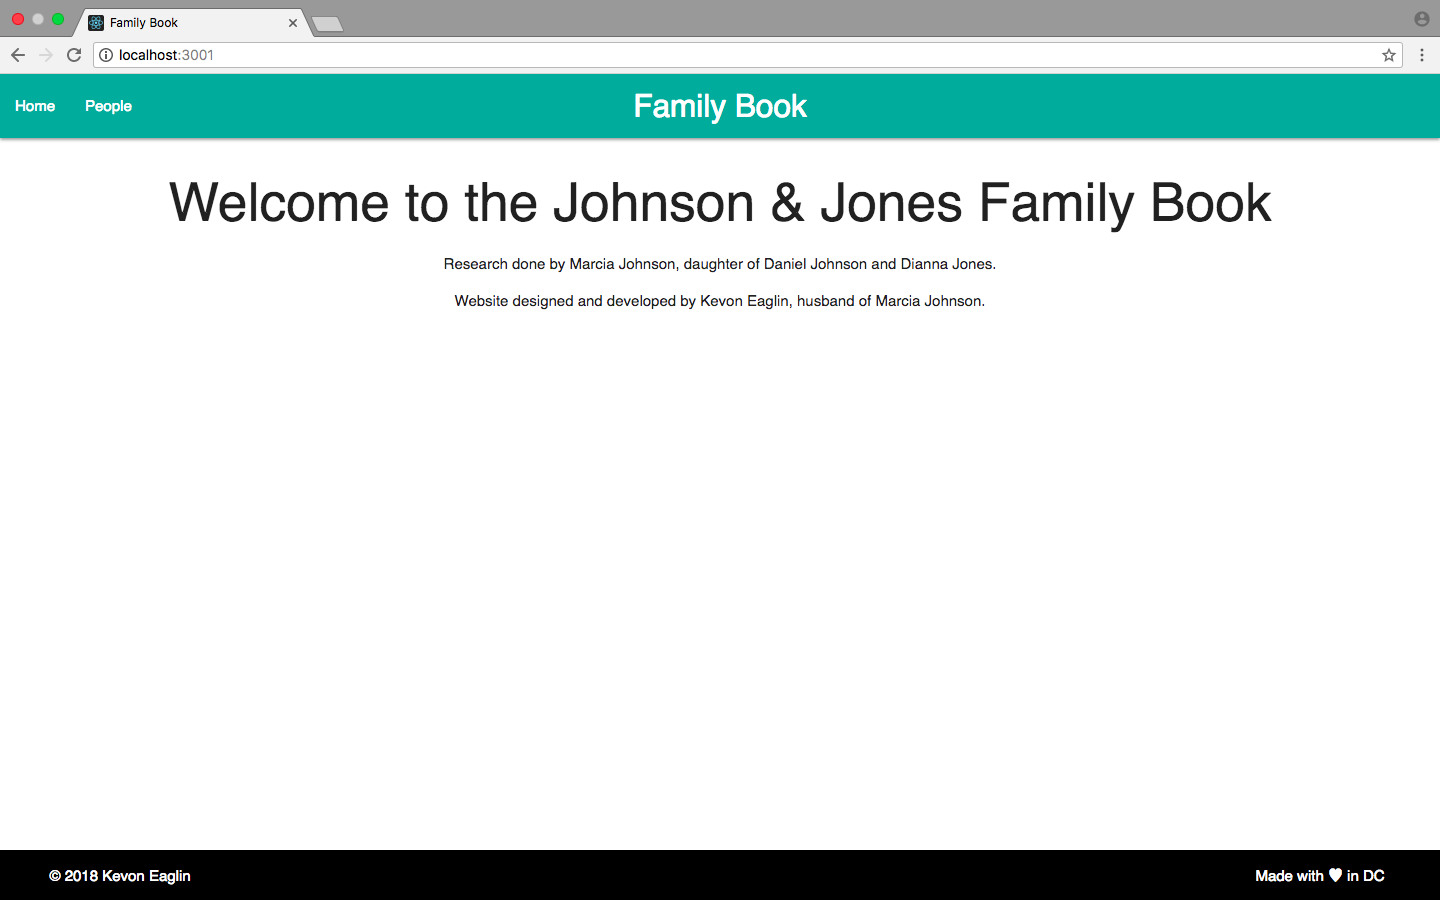 Family Book
localhost:3001
Home People Family Book
Welcome to the Johnson & Jones Family Book
Research done by Marcia Johnson, daughter of Daniel Johnson and Dianna Jones.
Website designed and developed by Kevon Eaglin, husband of Marcia Johnson.
© 2018 Kevon Eaglin Made with ♥ in DC